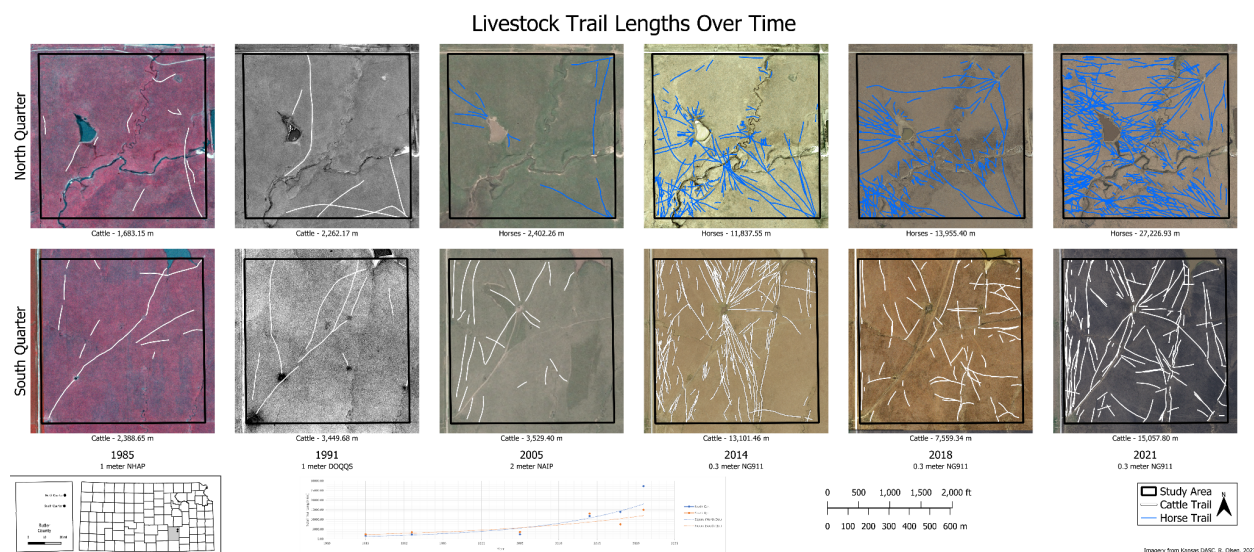 Livestock Trail Lengths Over Time
North Quarter
Cattle - 1,683.15 m
Cattle - 2,262.17 m
Horses - 2,402.26 m
Horses - 11,837.55 m
Horses - 13,955.40 m
Horses - 27,226.93 m
South Quarter
Cattle - 2,388.65 m
Cattle - 3,449.68 m
Cattle - 3,529.40 m
Cattle - 13,101.46 m
Cattle - 7,559.34 m
Cattle - 15,057.80 m
1985
1 meter NHAP
1991
1 meter DOQQS
2005
2 meter NAIP
2014
0.3 meter NG911
2018
0.3 meter NG911
2021
0.3 meter NG911
Butler
County
0 500 1,000 1,500 2,000 ft
0 100 200 300 400 500 600 m
Study Area
Cattle Trail
Horse Trail
N
Imagery from Kansas DASC, R. Olsen,